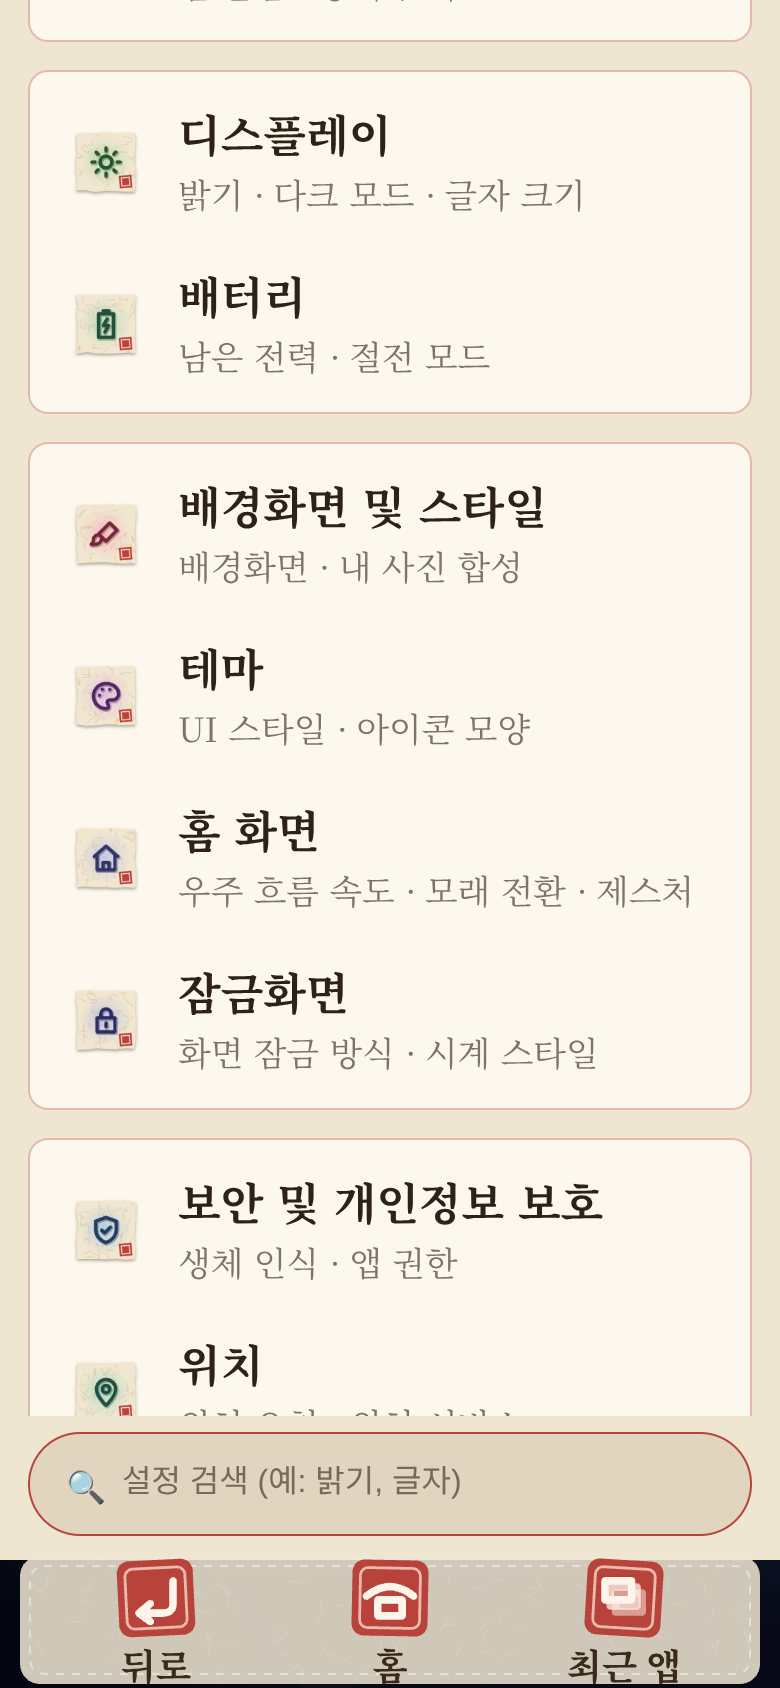 디스플레이
밝기 · 다크 모드 · 글자 크기
배터리
남은 전력 · 절전 모드
배경화면 및 스타일
배경화면 · 내 사진 합성
테마
UI 스타일 · 아이콘 모양
홈 화면
우주 흐름 속도 · 모래 전환 · 제스처
잠금화면
화면 잠금 방식 · 시계 스타일
보안 및 개인정보 보호
생체 인식 · 앱 권한
위치
설정 검색 (예: 밝기, 글자)
뒤로 홈 최근 앱